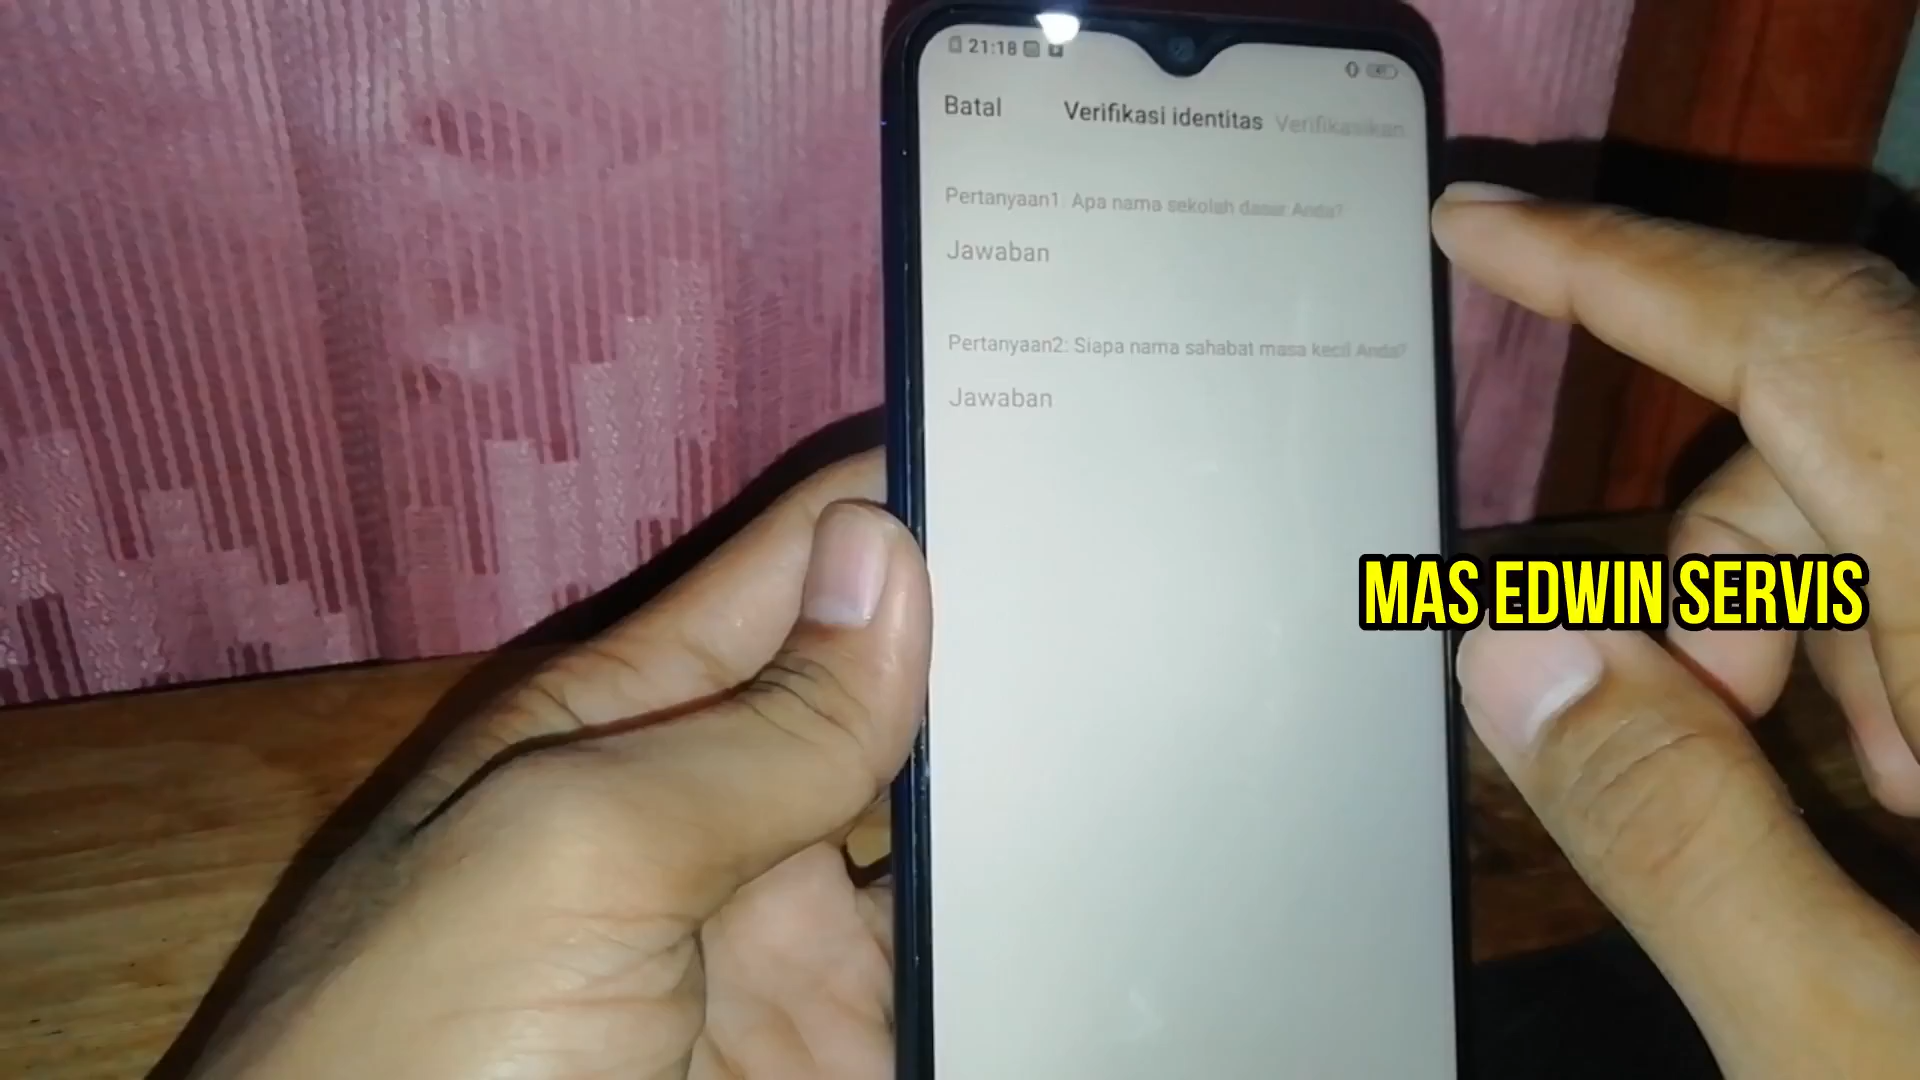 21:18
Batal
Verifikasi identitas
Verifikasikan
Pertanyaan1: Apa nama sekolah dasar Anda?
Jawaban
Pertanyaan2: Siapa nama sahabat masa kecil Anda?
Jawaban
MAS EDWIN SERVIS